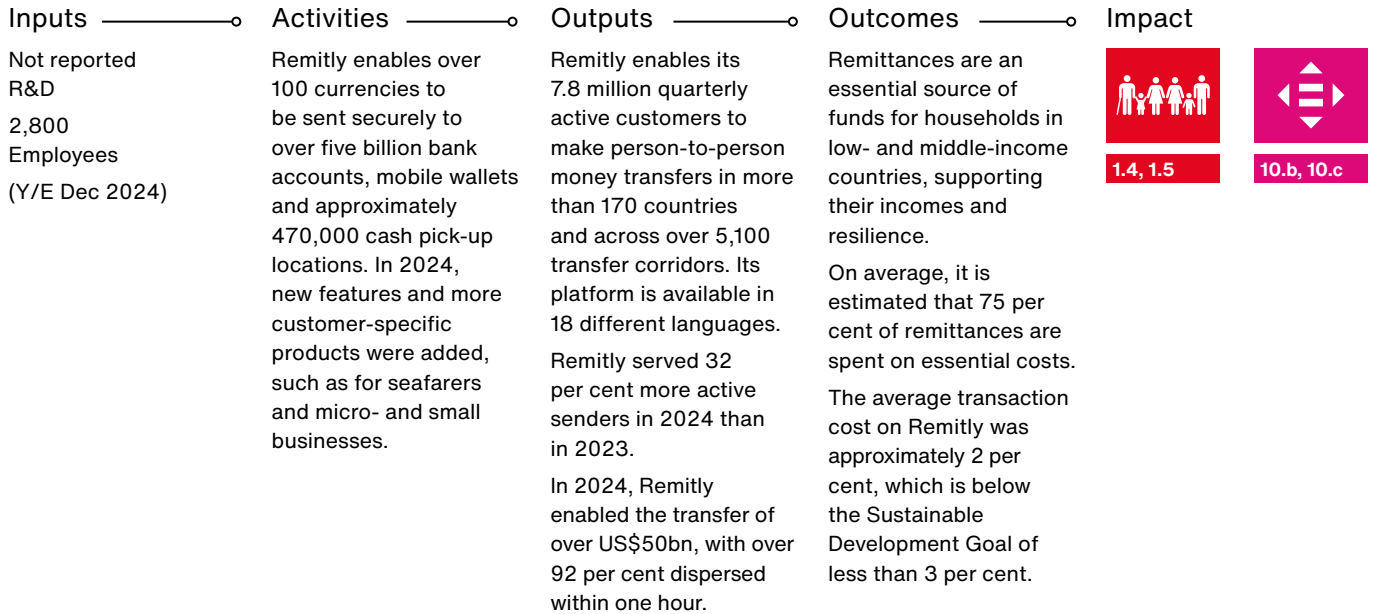 Inputs
Not reported
R&D
2,800
Employees
(Y/E Dec 2024)
Activities
Remitly enables over
100 currencies to
be sent securely to
over five billion bank
accounts, mobile wallets
and approximately
470,000 cash pick-up
locations. In 2024,
new features and more
customer-specific
products were added,
such as for seafarers
and micro- and small
businesses.
Outputs
Remitly enables its
7.8 million quarterly
active customers to
make person-to-person
money transfers in more
than 170 countries
and across over 5,100
transfer corridors. Its
platform is available in
18 different languages.
Remitly served 32
per cent more active
senders in 2024 than
in 2023.
In 2024, Remitly
enabled the transfer of
over US$50bn, with over
92 per cent dispersed
within one hour.
Outcomes
Remittances are an
essential source of
funds for households in
low- and middle-income
countries, supporting
their incomes and
resilience.
On average, it is
estimated that 75 per
cent of remittances are
spent on essential costs.
The average transaction
cost on Remitly was
approximately 2 per
cent, which is below
the Sustainable
Development Goal of
less than 3 per cent.
Impact
1.4, 1.5
10.b, 10.c